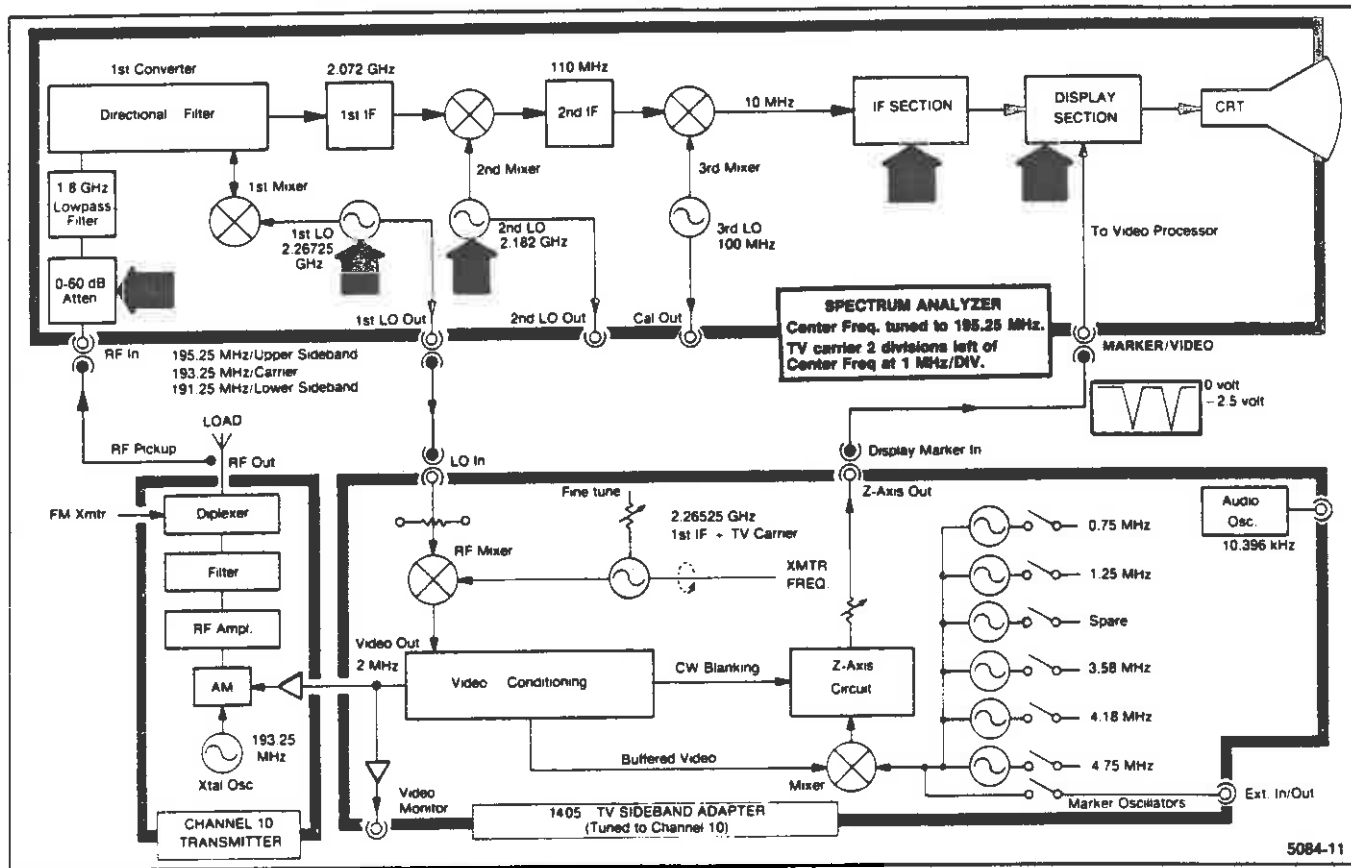 1st Converter
2.072 GHz
110 MHz
Directional Filter
1st IF
2nd IF
10 MHz
IF SECTION
DISPLAY
SECTION
CRT
1.8 GHz
Lowpass
Filter
1st Mixer
2nd Mixer
3rd Mixer
1st LO
2.26725
GHz
2nd LO
2.182 GHz
3rd LO
100 MHz
To Video Processor
0-60 dB
Atten
1st LO Out
2nd LO Out
Cal Out
SPECTRUM ANALYZER
Center Freq. tuned to 195.25 MHz.
TV carrier 2 divisions left of
Center Freq at 1 MHz/DIV.
RF In
195.25 MHz/Upper Sideband
193.25 MHz/Carrier
191.25 MHz/Lower Sideband
MARKER/VIDEO
0 volt
– 2.5 volt
LOAD
RF Pickup
RF Out
LO In
Display Marker In
Z-Axis Out
FM Xmtr
Diplexer
Fine tune
2.26525 GHz
1st IF + TV Carrier
Audio
Osc.
10.396 kHz
0.75 MHz
RF Mixer
XMTR
FREQ.
1.25 MHz
Filter
Spare
RF Ampl.
Video Out
2 MHz
Video Conditioning
CW Blanking
Z-Axis
Circuit
3.58 MHz
AM
4.18 MHz
193.25
MHz
Xtal Osc
Buffered Video
Mixer
4.75 MHz
Marker Oscillators
Ext. In/Out
Video
Monitor
CHANNEL 10
TRANSMITTER
1405 TV SIDEBAND ADAPTER
(Tuned to Channel 10)
5084-11